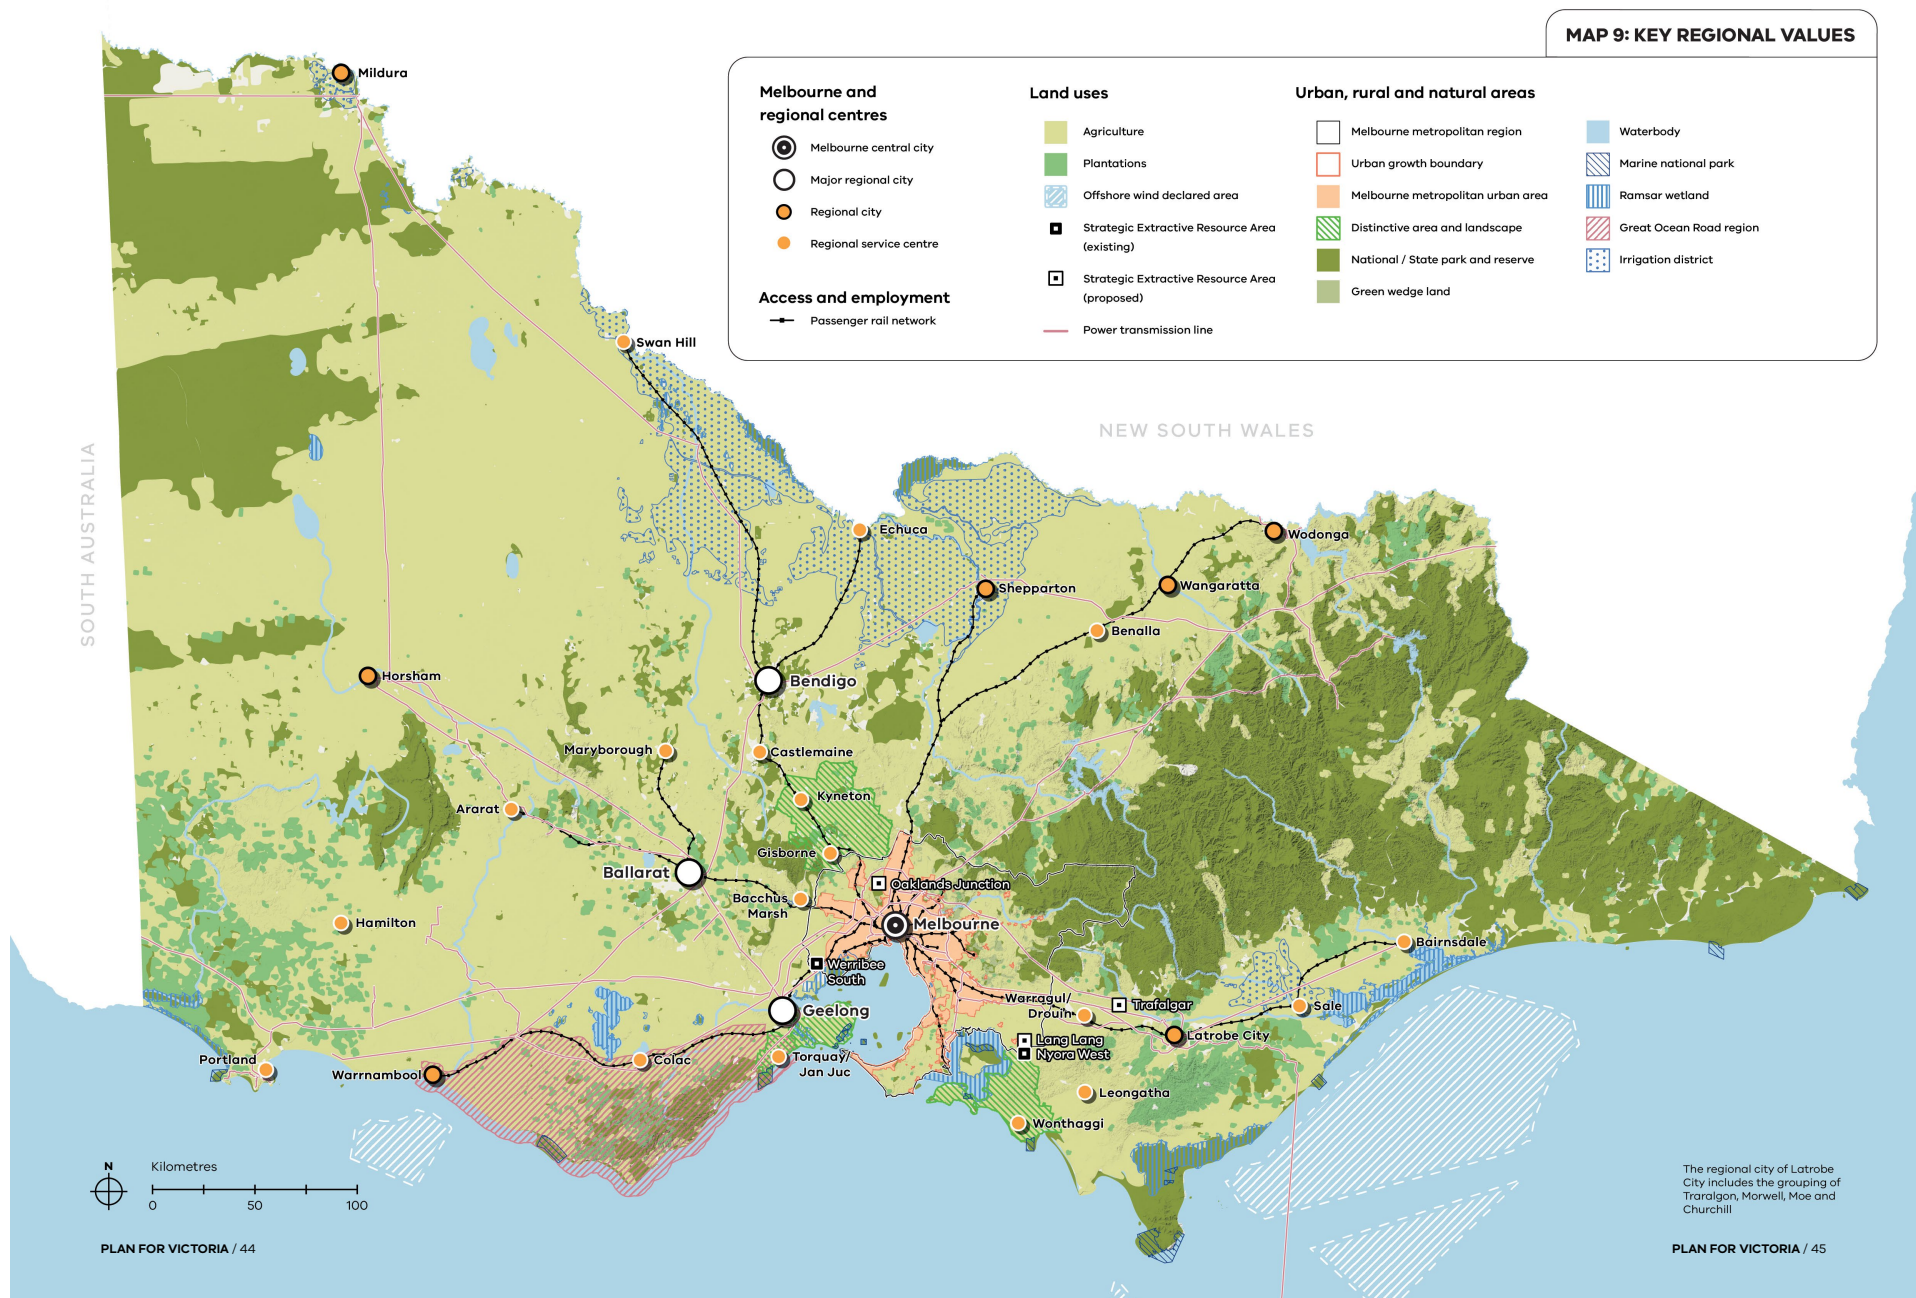 MAP 9: KEY REGIONAL VALUES
Melbourne and
regional centres
Melbourne central city
Major regional city
Regional city
Regional service centre
Access and employment
Passenger rail network
Land uses
Agriculture
Plantations
Offshore wind declared area
Strategic Extractive Resource Area
(existing)
Strategic Extractive Resource Area
(proposed)
Power transmission line
Urban, rural and natural areas
Melbourne metropolitan region
Urban growth boundary
Melbourne metropolitan urban area
Distinctive area and landscape
National / State park and reserve
Green wedge land
Waterbody
Marine national park
Ramsar wetland
Great Ocean Road region
Irrigation district
Mildura
Swan Hill
NEW SOUTH WALES
SOUTH AUSTRALIA
Echuca
Wodonga
Shepparton
Wangaratta
Benalla
Horsham
Bendigo
Maryborough
Castlemaine
Kyneton
Ararat
Gisborne
Ballarat
Oaklands Junction
Bacchus
Marsh
Hamilton
Melbourne
Bairnsdale
Werribee
South
Geelong
Warragul/
Drouin
Trafalgar
Sale
Lang Lang
Nyora West
Latrobe City
Portland
Warrnambool
Colac
Torquay/
Jan Juc
Leongatha
Wonthaggi
N
Kilometres
0
50
100
The regional city of Latrobe
City includes the grouping of
Traralgon, Morwell, Moe and
Churchill
PLAN FOR VICTORIA / 44
PLAN FOR VICTORIA / 45